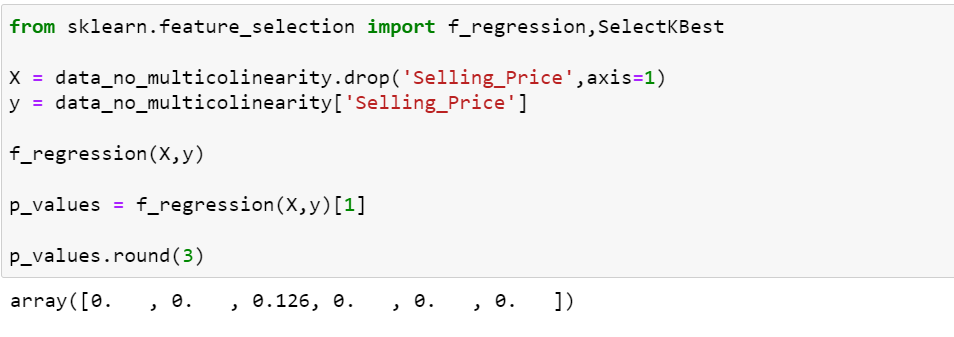 from sklearn.feature_selection import f_regression,SelectKBest
X = data_no_multicolinearity.drop('Selling_Price',axis=1)
y = data_no_multicolinearity['Selling_Price']
f_regression(X,y)
p_values = f_regression(X,y)[1]
p_values.round(3)
array([0.   , 0.   , 0.126, 0.   , 0.   , 0.   ])